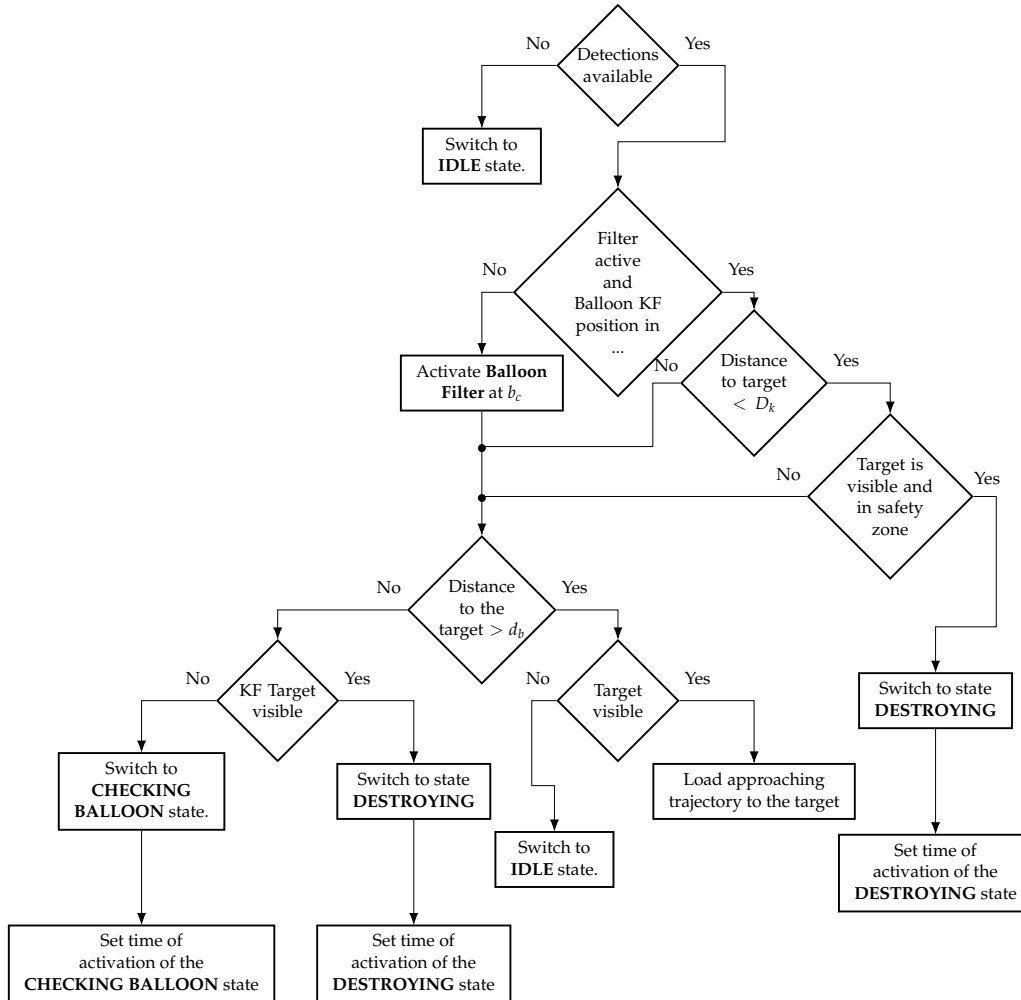 No
Yes
Detections
available
Switch to
IDLE state.
Filter
active
and
Balloon KF
position in
...
No
Yes
Activate Balloon
Filter at b_c
No
Distance
to target
< D_k
Yes
No
Target is
visible and
in safety
zone
Yes
No
Distance
to the
target > d_b
Yes
No
KF Target
visible
Yes
No
Target
visible
Yes
Switch to state
DESTROYING
Switch to
CHECKING
BALLOON state.
Switch to state
DESTROYING
Load approaching
trajectory to the target
Switch to
IDLE state.
Set time of
activation of the
DESTROYING state
Set time of
activation of the
CHECKING BALLOON state
Set time of
activation of the
DESTROYING state